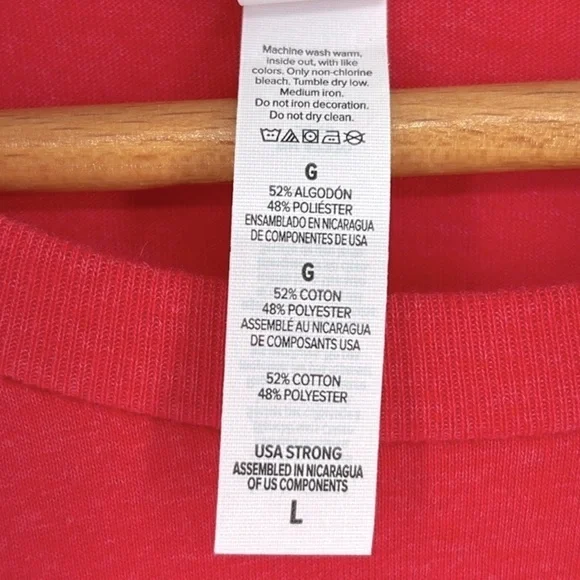 Machine wash warm,
inside out, with like
colors. Only non-chlorine
bleach. Tumble dry low.
Medium iron.
Do not iron decoration.
Do not dry clean.
G
52% ALGODÓN
48% POLIÉSTER
ENSAMBLADO EN NICARAGUA
DE COMPONENTES DE USA
G
52% COTON
48% POLYESTER
ASSEMBLÉ AU NICARAGUA
DE COMPOSANTS USA
52% COTTON
48% POLYESTER
USA STRONG
ASSEMBLED IN NICARAGUA
OF US COMPONENTS
L